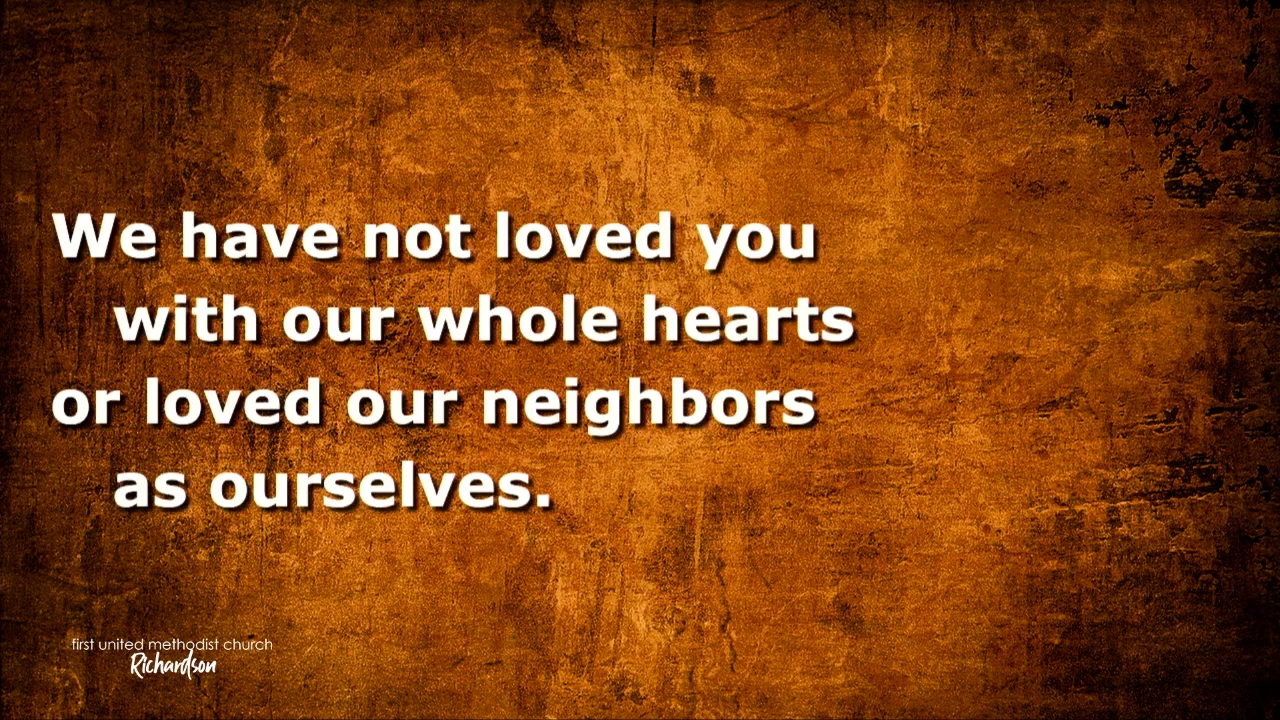 We have not loved you
with our whole hearts
or loved our neighbors
as ourselves.
first united methodist church
Richardson